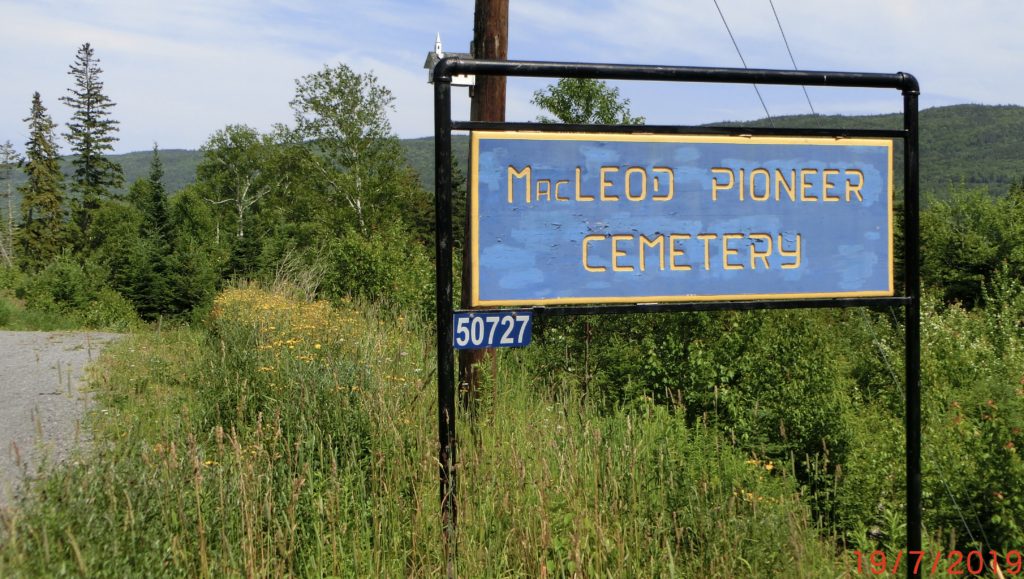 MacLEOD PIONEER
CEMETERY
50727
19/7/2019